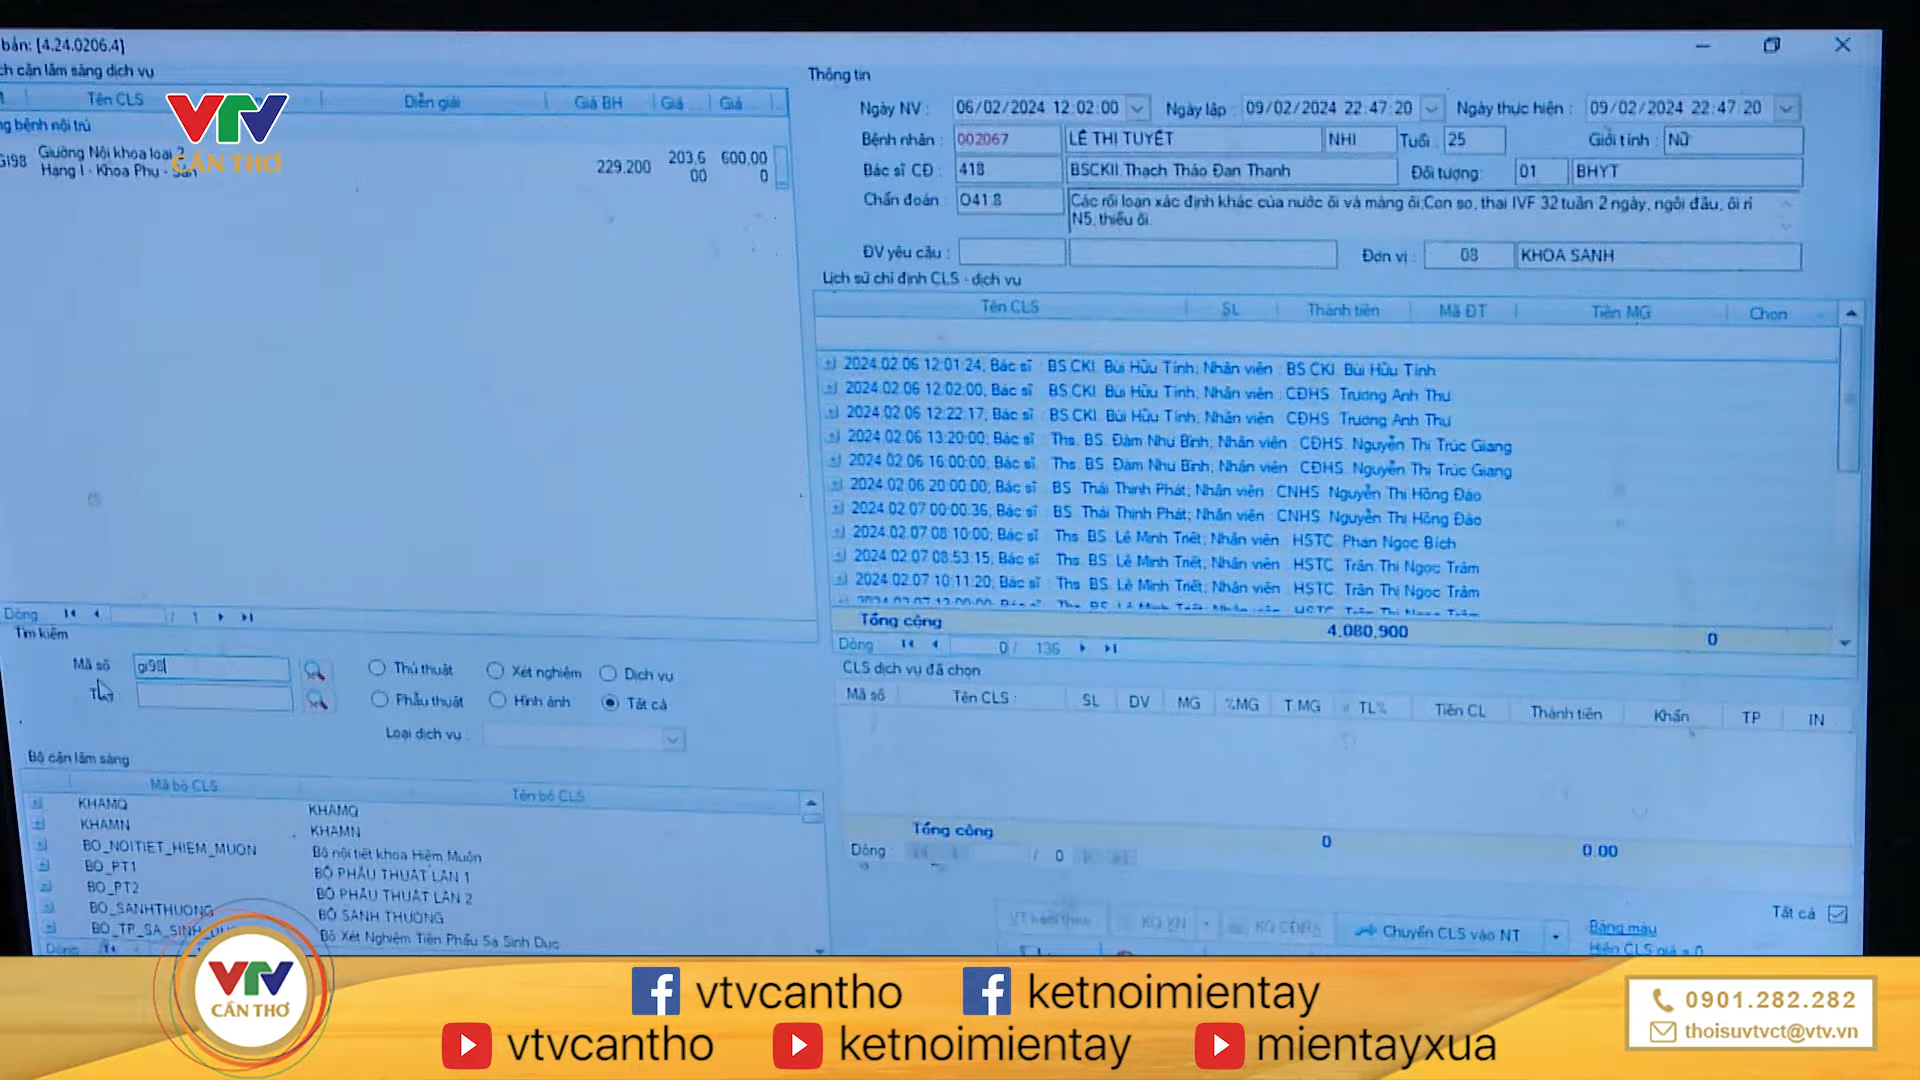 bản: [4.24.0206.4]
ch cận lâm sàng dịch vụ
Tên CLS Diễn giải Giá BH Giá ... Giá ...
ng bệnh nội trú
GI98 Giường Nội khoa loại 2 Hạng I - Khoa Phụ - Sản 229.200 203,600 600,000
VTV
CẦN THƠ
Thông tin
Ngày NV : 06/02/2024 12:02:00 Ngày lập : 09/02/2024 22:47:20 Ngày thực hiện : 09/02/2024 22:47:20
Bệnh nhân : 002067 LÊ THỊ TUYẾT NHI Tuổi : 25 Giới tính : Nữ
Bác sĩ CĐ : 418 BSCKII.Thạch Thảo Đan Thanh Đối tượng: 01 BHYT
Chẩn đoán : O41.8 Các rối loạn xác định khác của nước ối và màng ối;Con so, thai IVF 32 tuần 2 ngày, ngôi đầu, ối rỉ
N5, thiểu ối.
ĐV yêu cầu : Đơn vị : 08 KHOA SANH
Lịch sử chỉ định CLS - dịch vụ
Tên CLS SL Thành tiền Mã ĐT Tiền MG Chọn
2024.02.06 12:01:24; Bác sĩ : BS.CKI. Bùi Hữu Tính; Nhân viên : BS.CKI. Bùi Hữu Tính
2024.02.06 12:02:00; Bác sĩ : BS.CKI. Bùi Hữu Tính; Nhân viên : CĐHS. Trương Anh Thư
2024.02.06 12:22:17; Bác sĩ : BS.CKI. Bùi Hữu Tính; Nhân viên : CĐHS. Trương Anh Thư
2024.02.06 13:20:00; Bác sĩ : Ths. BS. Đàm Như Bình; Nhân viên : CĐHS. Nguyễn Thị Trúc Giang
2024.02.06 16:00:00; Bác sĩ : Ths. BS. Đàm Như Bình; Nhân viên : CĐHS. Nguyễn Thị Trúc Giang
2024.02.06 20:00:00; Bác sĩ : BS. Thái Thịnh Phát; Nhân viên : CNHS. Nguyễn Thị Hồng Đào
2024.02.07 00:00:36; Bác sĩ : BS. Thái Thịnh Phát; Nhân viên : CNHS. Nguyễn Thị Hồng Đào
2024.02.07 08:10:00; Bác sĩ : Ths. BS. Lê Minh Triết; Nhân viên : HSTC. Phan Ngọc Bích
2024.02.07 08:53:15; Bác sĩ : Ths. BS. Lê Minh Triết; Nhân viên : HSTC. Trần Thị Ngọc Trâm
2024.02.07 10:11:20; Bác sĩ : Ths. BS. Lê Minh Triết; Nhân viên : HSTC. Trần Thị Ngọc Trâm
Tổng cộng 4,080,900 0
Dòng 0 / 136
Dòng / 1
Tìm kiếm
Mã số gi98
Thủ thuật Xét nghiệm Dịch vụ
Phẫu thuật Hình ảnh Tất cả
Loại dịch vụ
Bộ cận lâm sàng
Mã bộ CLS Tên bộ CLS
KHAMQ KHAMQ
KHAMN KHAMN
BO_NOITIET_HIEM_MUON Bộ nội tiết khoa Hiếm Muộn
BO_PT1 BỘ PHẪU THUẬT LẦN 1
BO_PT2 BỘ PHẪU THUẬT LẦN 2
BO_SANHTHUONG BỘ SANH THƯỜNG
BO_TP_SA_SINH_DUC Bộ Xét Nghiệm Tiền Phẫu Sa Sinh Dục
Dòng
CLS dịch vụ đã chọn
Mã số Tên CLS SL DV MG %MG T.MG TL% Tiền CL Thành tiền Khẩn TP IN
Tổng cộng 0 0.00
Dòng / 0
KQ XN KQ CĐHA Chuyển CLS vào NT Bảng màu Tất cả
Hiện CLS giá = 0
VTV
CẦN THƠ
vtvcantho ketnoimientay
vtvcantho ketnoimientay mientayxua
0901.282.282
thoisuvtvct@vtv.vn